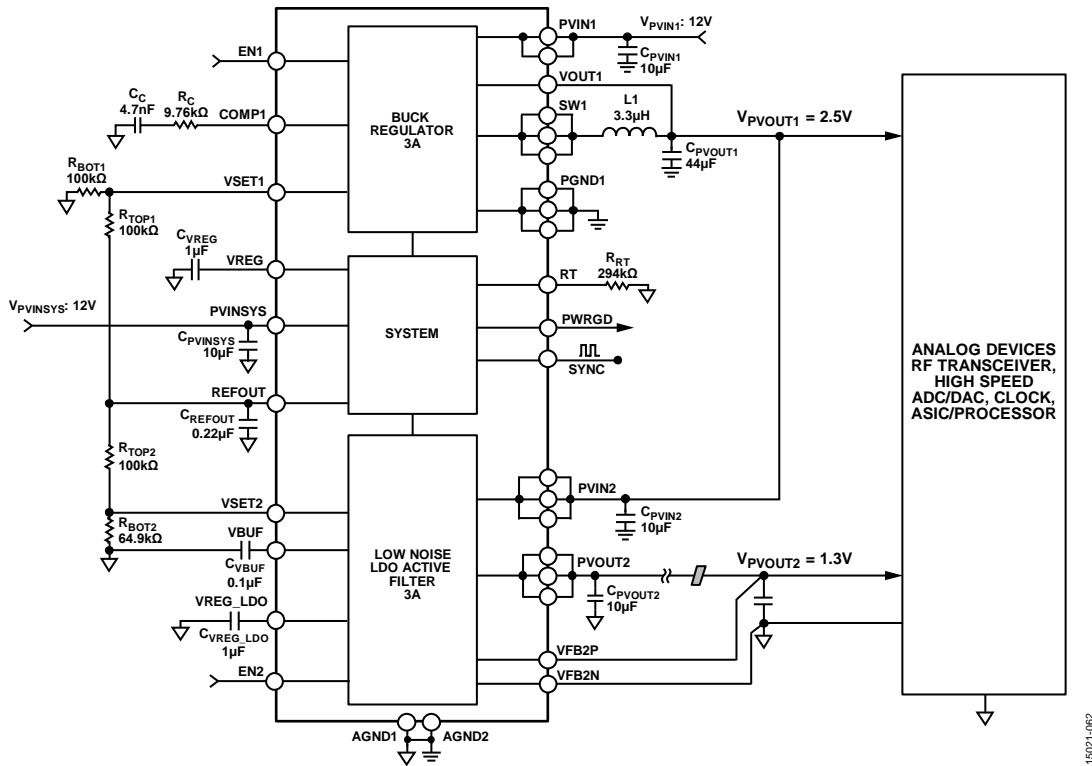 EN1
C_C
4.7nF
R_C
9.76kΩ
COMP1
R_BOT1
100kΩ
VSET1
R_TOP1
100kΩ
C_VREG
1µF
VREG
V_PVINSYS: 12V
PVINSYS
C_PVINSYS
10µF
REFOUT
C_REFOUT
0.22µF
R_TOP2
100kΩ
VSET2
R_BOT2
64.9kΩ
VBUF
C_VBUF
0.1µF
VREG_LDO
C_VREG_LDO
1µF
EN2
BUCK
REGULATOR
3A
SYSTEM
LOW NOISE
LDO ACTIVE
FILTER
3A
AGND1
AGND2
PVIN1
V_PVIN1: 12V
C_PVIN1
10µF
VOUT1
SW1
L1
3.3µH
V_PVOUT1 = 2.5V
C_PVOUT1
44µF
PGND1
RT
R_RT
294kΩ
PWRGD
SYNC
PVIN2
C_PVIN2
10µF
PVOUT2
C_PVOUT2
10µF
V_PVOUT2 = 1.3V
VFB2P
VFB2N
ANALOG DEVICES
RF TRANSCEIVER,
HIGH SPEED
ADC/DAC, CLOCK,
ASIC/PROCESSOR
15021-062